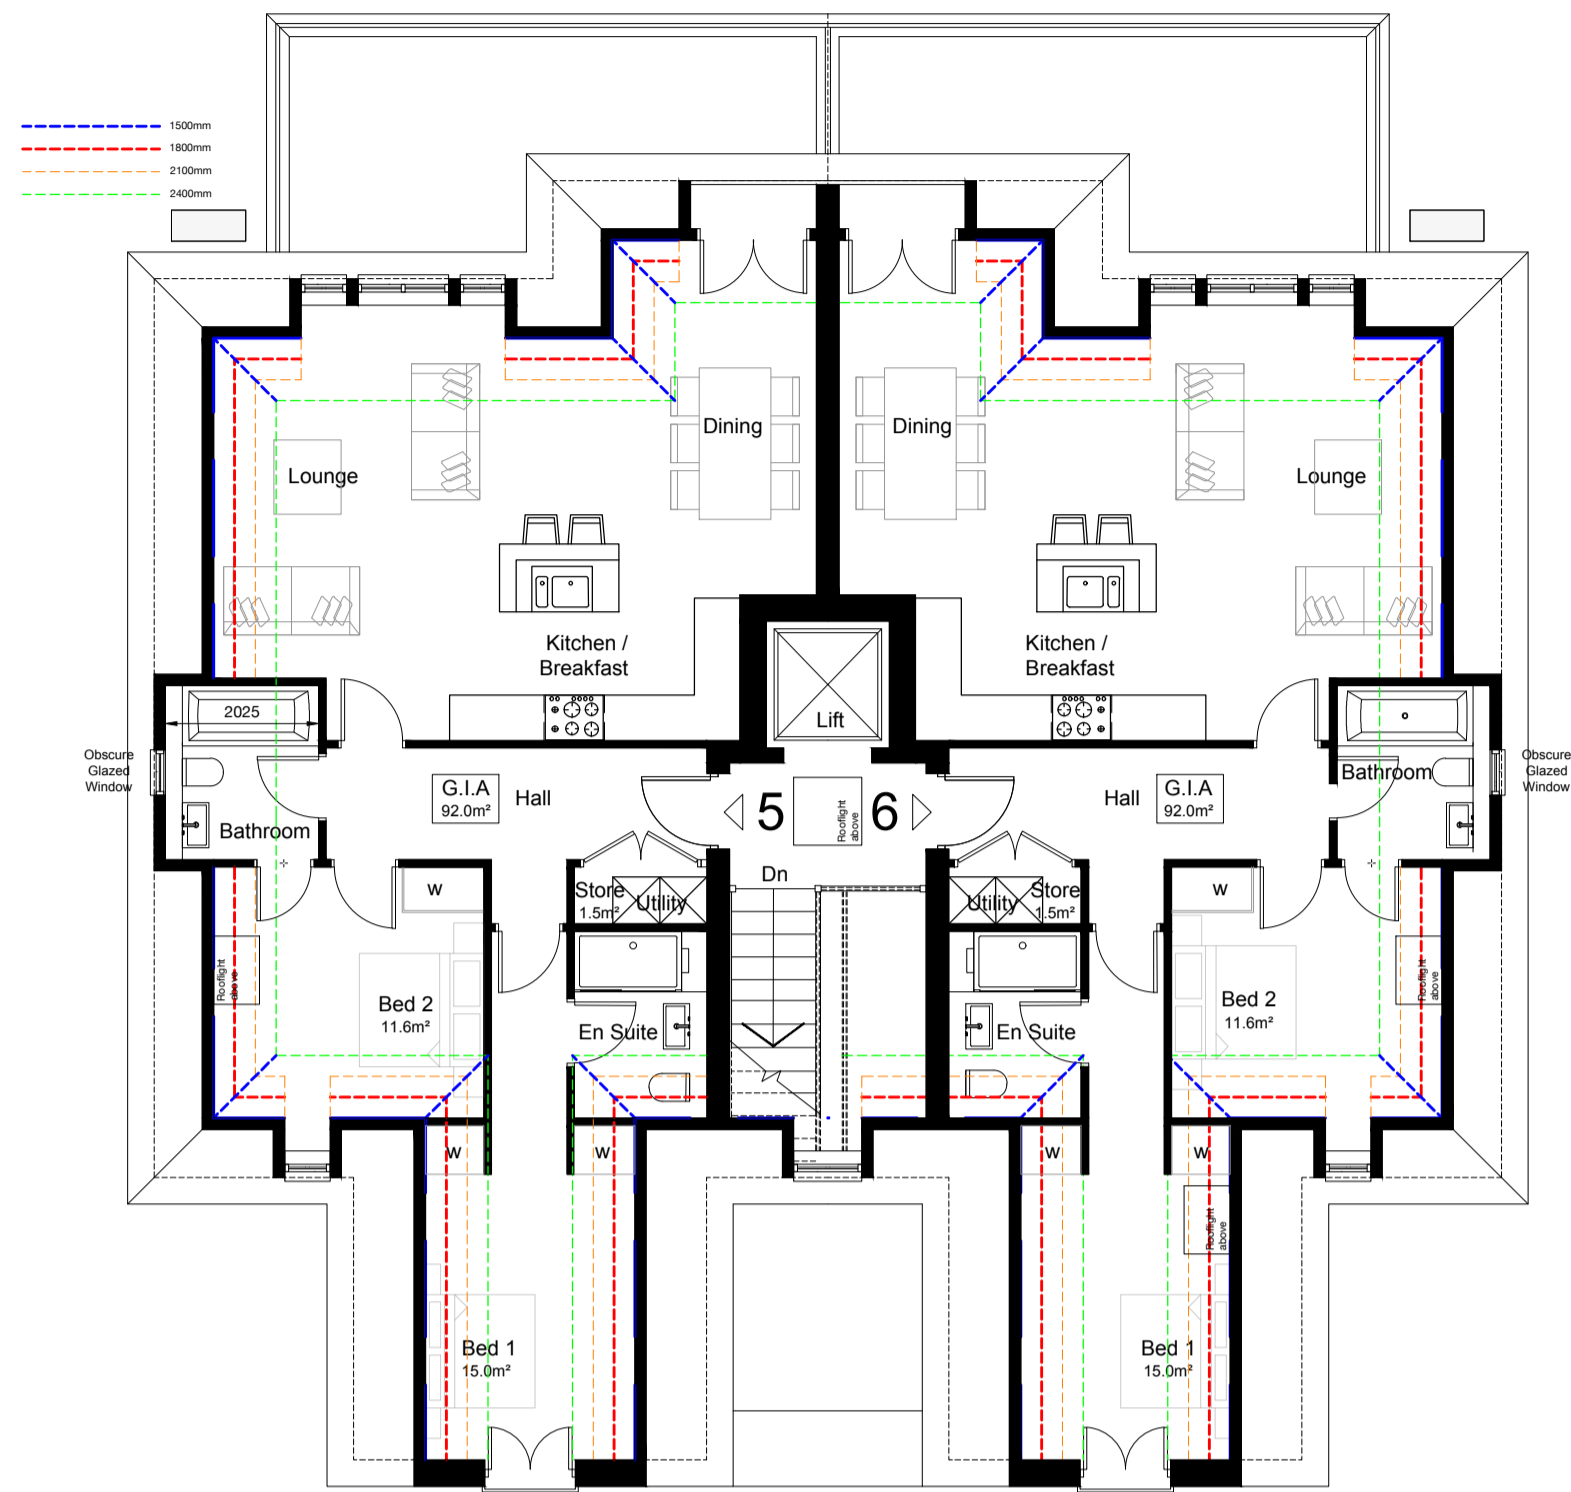 1500mm
1800mm
2100mm
2400mm
Dining
Dining
Lounge
Lounge
Kitchen /
Breakfast
Kitchen /
Breakfast
Lift
2025
Obscure
Glazed
Window
Obscure
Glazed
Window
Bathroom
Bathroom
G.I.A
92.0m²
Hall
5
Rooflight
above
6
Hall
G.I.A
92.0m²
Dn
W
Store
1.5m²
Utility
Utility
Store
1.5m²
W
Rooflight
above
Bed 2
11.6m²
En Suite
En Suite
Bed 2
11.6m²
Rooflight
above
W
W
W
W
Rooflight
above
Bed 1
15.0m²
Bed 1
15.0m²